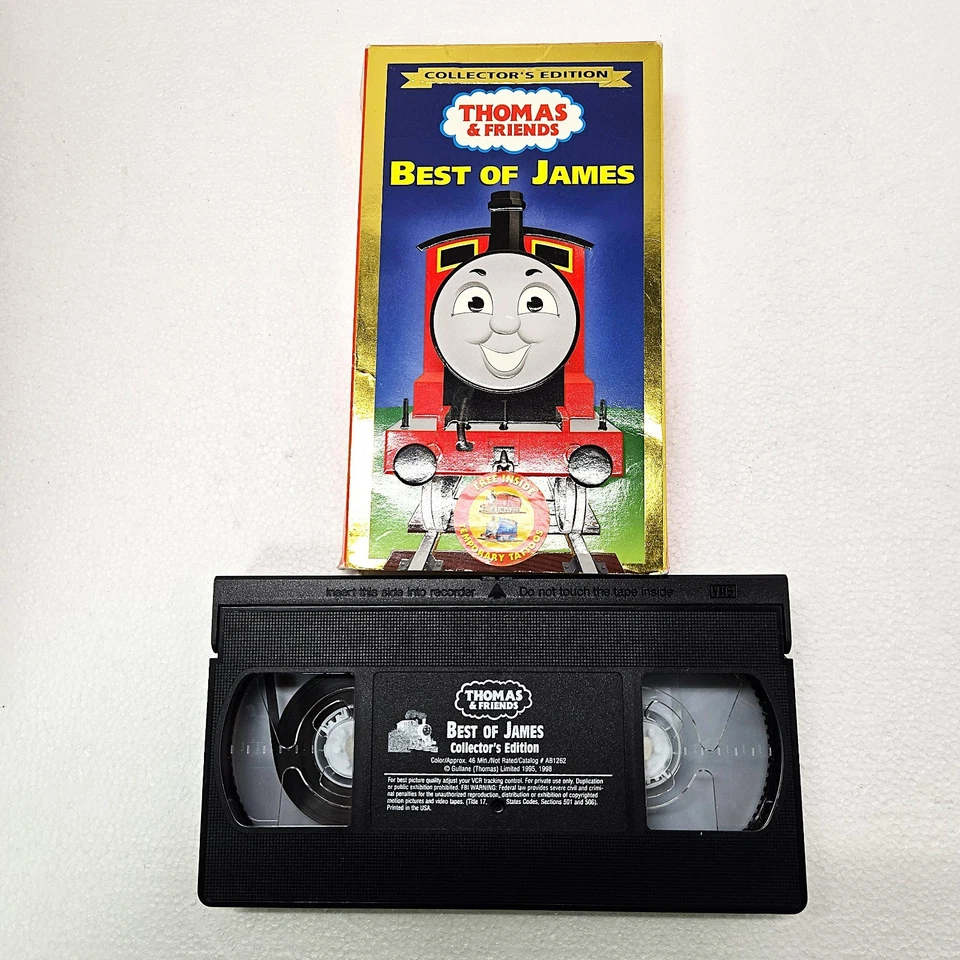 COLLECTOR'S EDITION
THOMAS
& FRIENDS
BEST OF JAMES
FREE INSIDE
TEMPORARY TATTOOS
Insert this side into recorder
Do not touch the tape inside
VHS
THOMAS
& FRIENDS
BEST OF JAMES
Collector's Edition
Color/Approx. 46 Min./Not Rated/Catalog # AB1262
© Gullane (Thomas) Limited 1995, 1998
For best picture quality adjust your VCR tracking control. For private use only. Duplication
or public exhibition prohibited. FBI WARNING: Federal law provides severe civil and crimi-
nal penalties for the unauthorized reproduction, distribution or exhibition of copyrighted
motion pictures and video tapes. (Title 17, States Codes, Sections 501 and 506).
Printed in the USA.